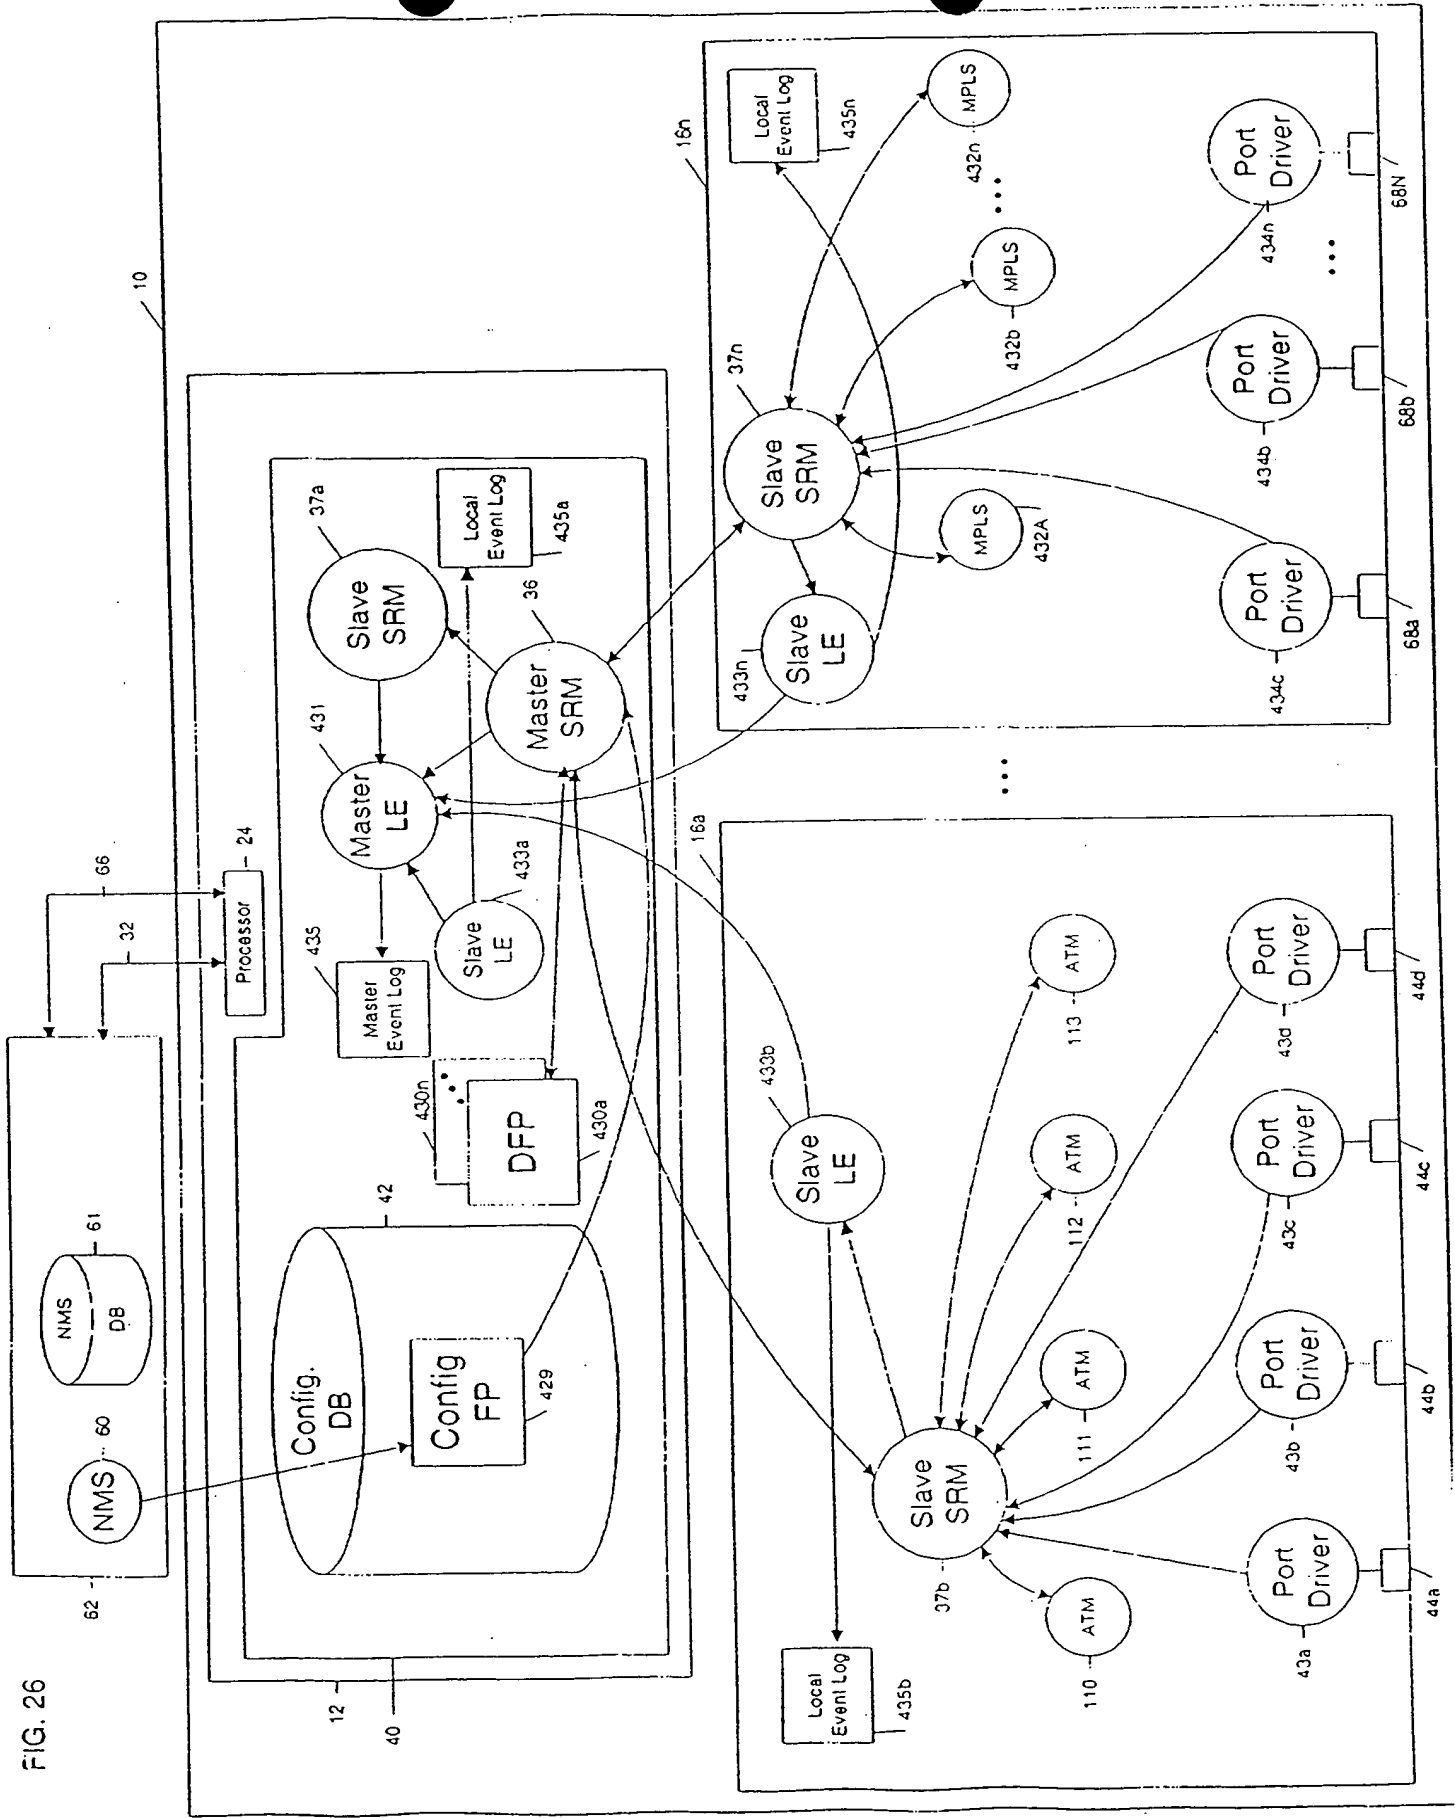 FIG. 26
62
NMS
60
NMS
DB
61
32
66
10
12
40
Processor
24
Config.
DB
42
Config
FP
429
430n
DFP
430a
435
Master
Event Log
431
Master
LE
Slave
LE
433a
37a
Slave
SRM
36
Master
SRM
Local
Event Log
435a
16a
Local
Event Log
435b
Slave
LE
433b
37b
Slave
SRM
ATM
110
ATM
111
ATM
112
ATM
113
Port
Driver
43a
44a
Port
Driver
43b
44b
Port
Driver
43c
44c
Port
Driver
43d
44d
...
16n
433n
Slave
LE
37n
Slave
SRM
Local
Event Log
435n
MPLS
432A
MPLS
432b
...
MPLS
432n
Port
Driver
434c
68a
Port
Driver
434b
68b
...
Port
Driver
434n
68N